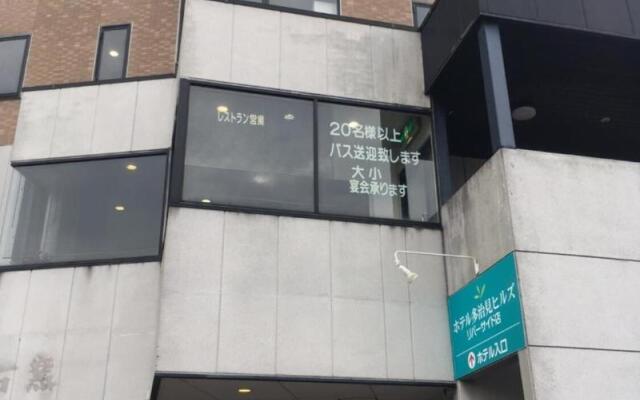 レストラン営業
20名様以上
バス送迎致します
大小
宴会承ります
ホテル多治見ヒルズ
リバーサイド店
ホテル入口